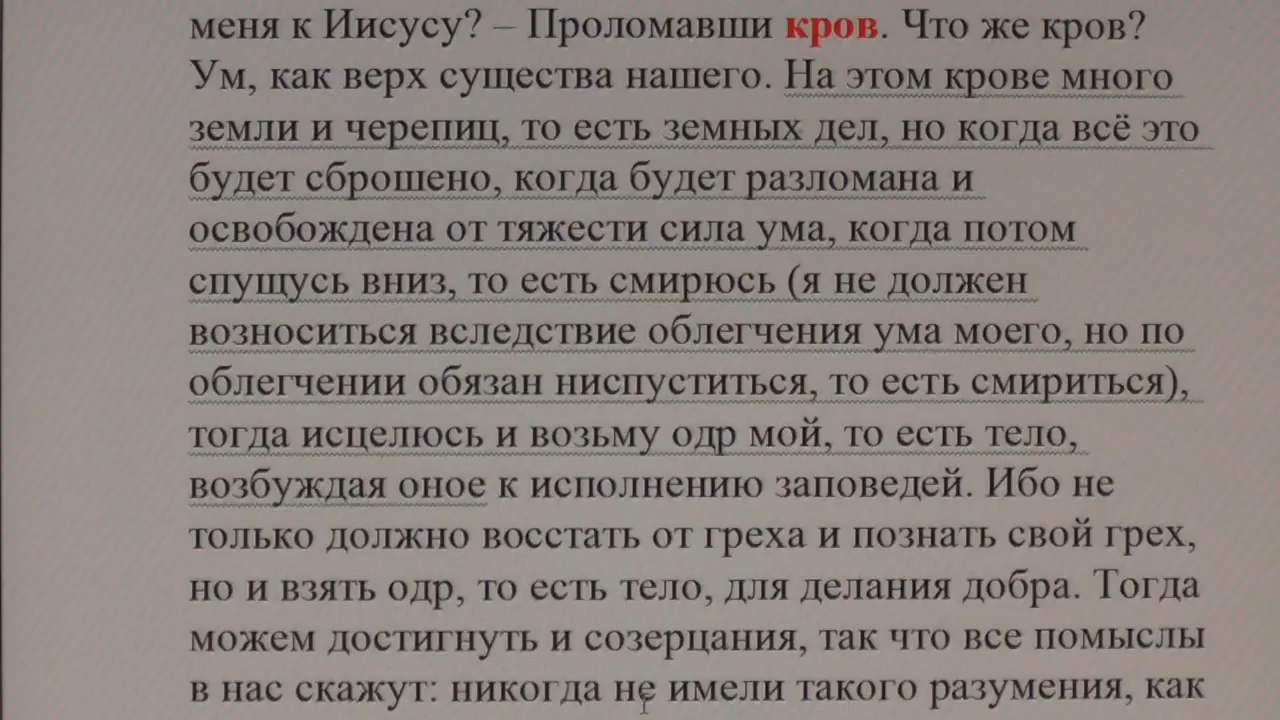 меня к Иисусу? – Проломавши кров. Что же кров?
Ум, как верх существа нашего. На этом крове много
земли и черепиц, то есть земных дел, но когда всё это
будет сброшено, когда будет разломана и
освобождена от тяжести сила ума, когда потом
спущусь вниз, то есть смирюсь (я не должен
возноситься вследствие облегчения ума моего, но по
облегчении обязан ниспуститься, то есть смириться),
тогда исцелюсь и возьму одр мой, то есть тело,
возбуждая оное к исполнению заповедей. Ибо не
только должно восстать от греха и познать свой грех,
но и взять одр, то есть тело, для делания добра. Тогда
можем достигнуть и созерцания, так что все помыслы
в нас скажут: никогда не имели такого разумения, как